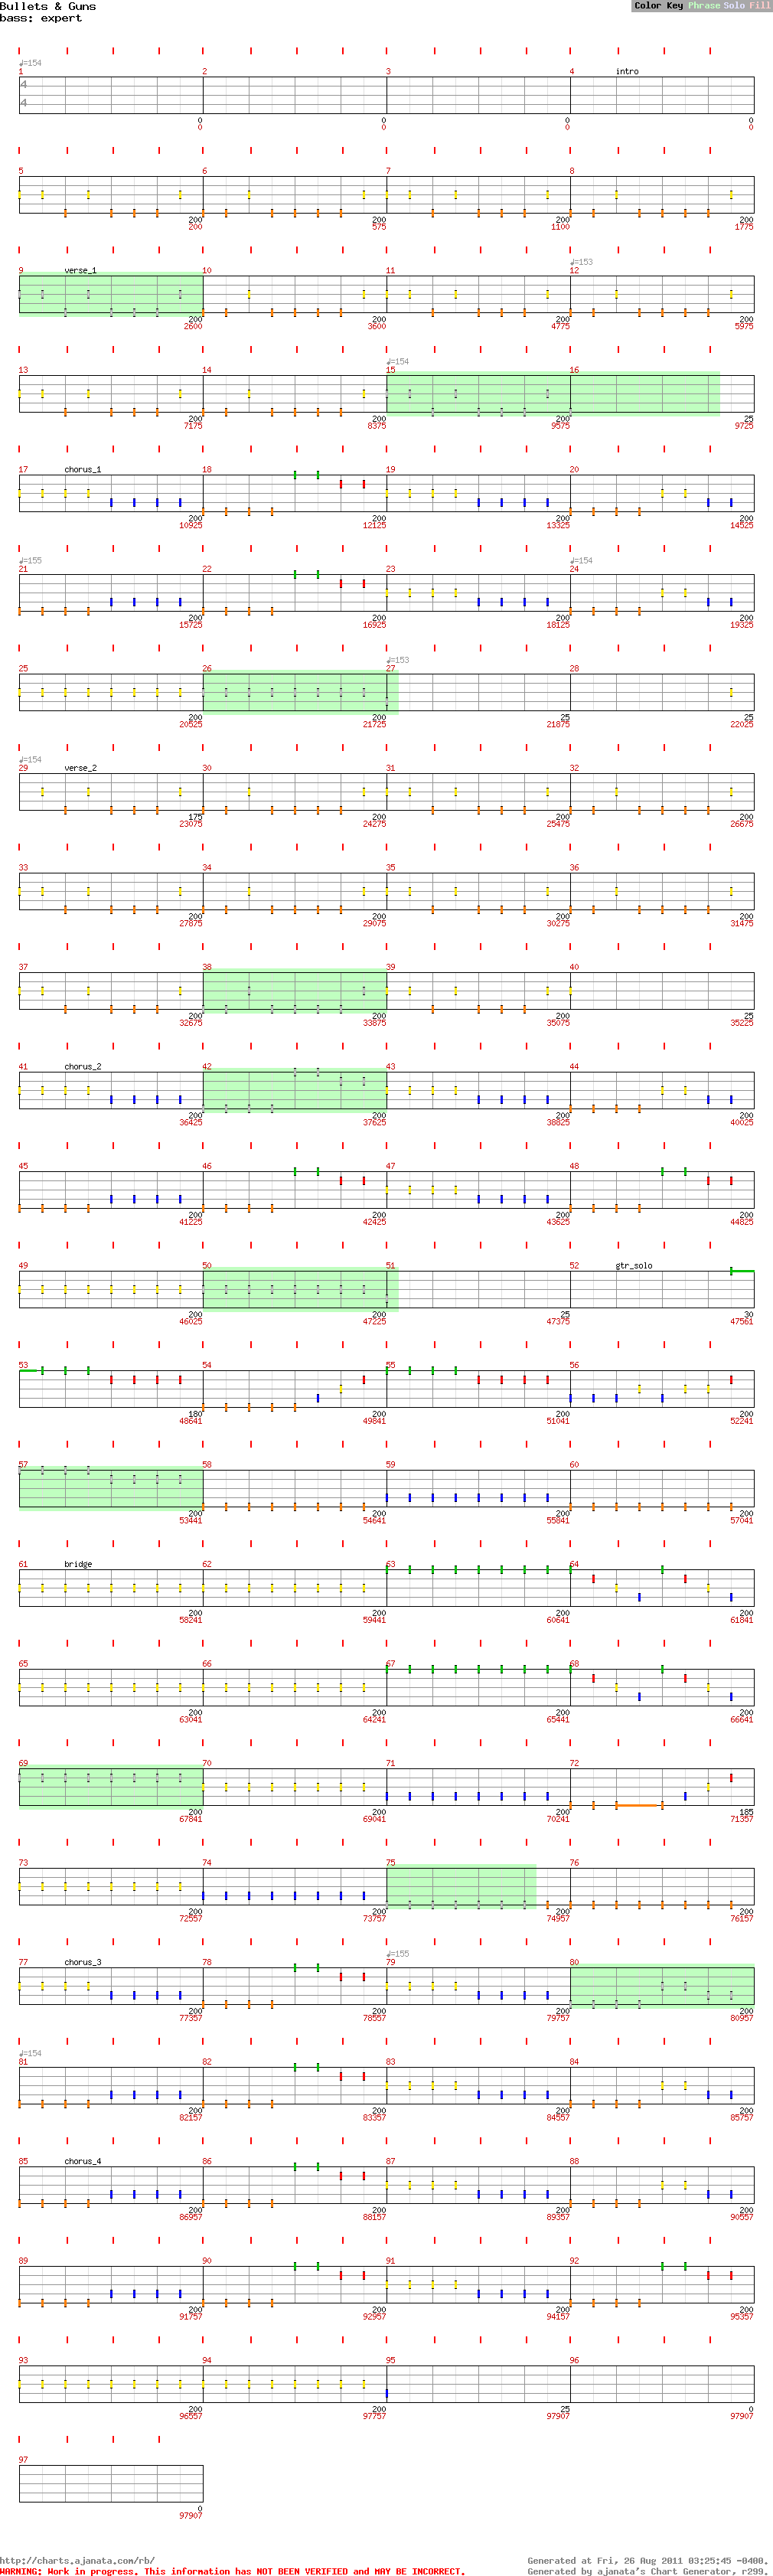 Bullets & Guns
Color Key Phrase Solo Fill
bass: expert
♩=154
1 2 3 4 intro
4
4
0 0 0 0
0 0 0 0
5 6 7 8
200 200 200 200
200 575 1100 1775
♩=153
9 verse_1 10 11 12
200 200 200 200
2600 3600 4775 5975
♩=154
13 14 15 16
200 200 200 25
7175 8375 9575 9725
17 chorus_1 18 19 20
200 200 200 200
10925 12125 13325 14525
♩=155 ♩=154
21 22 23 24
200 200 200 200
15725 16925 18125 19325
♩=153
25 26 27 28
200 200 25 25
20525 21725 21875 22025
♩=154
29 verse_2 30 31 32
175 200 200 200
23075 24275 25475 26675
33 34 35 36
200 200 200 200
27875 29075 30275 31475
37 38 39 40
200 200 200 25
32675 33875 35075 35225
41 chorus_2 42 43 44
200 200 200 200
36425 37625 38825 40025
45 46 47 48
200 200 200 200
41225 42425 43625 44825
49 50 51 52 gtr_solo
200 200 25 30
46025 47225 47375 47561
53 54 55 56
180 200 200 200
48641 49841 51041 52241
57 58 59 60
200 200 200 200
53441 54641 55841 57041
61 bridge 62 63 64
200 200 200 200
58241 59441 60641 61841
65 66 67 68
200 200 200 200
63041 64241 65441 66641
69 70 71 72
200 200 200 185
67841 69041 70241 71357
73 74 75 76
200 200 200 200
72557 73757 74957 76157
♩=155
77 chorus_3 78 79 80
200 200 200 200
77357 78557 79757 80957
♩=154
81 82 83 84
200 200 200 200
82157 83357 84557 85757
85 chorus_4 86 87 88
200 200 200 200
86957 88157 89357 90557
89 90 91 92
200 200 200 200
91757 92957 94157 95357
93 94 95 96
200 200 25 0
96557 97757 97907 97907
97
0
97907
http://charts.ajanata.com/rb/ Generated at Fri, 26 Aug 2011 03:25:45 -0400.
WARNING: Work in progress. This information has NOT BEEN VERIFIED and MAY BE INCORRECT. Generated by ajanata's Chart Generator, r299.